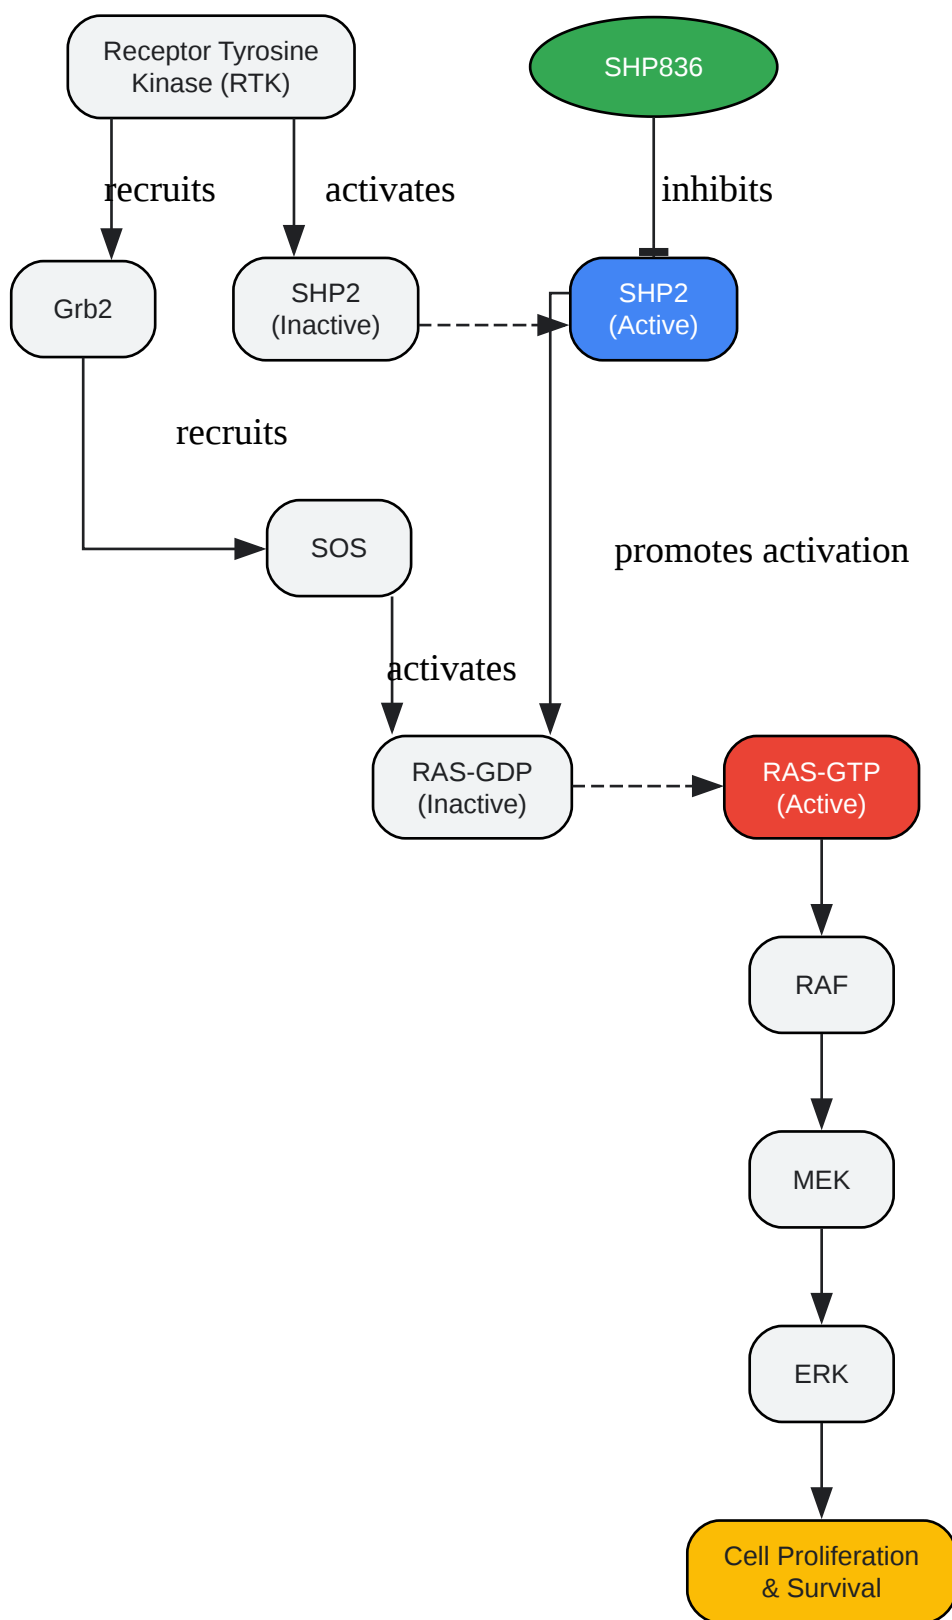 Receptor Tyrosine
Kinase (RTK)
SHP836
recruits
activates
inhibits
Grb2
SHP2
(Inactive)
SHP2
(Active)
recruits
SOS
promotes activation
activates
RAS-GDP
(Inactive)
RAS-GTP
(Active)
RAF
MEK
ERK
Cell Proliferation
& Survival